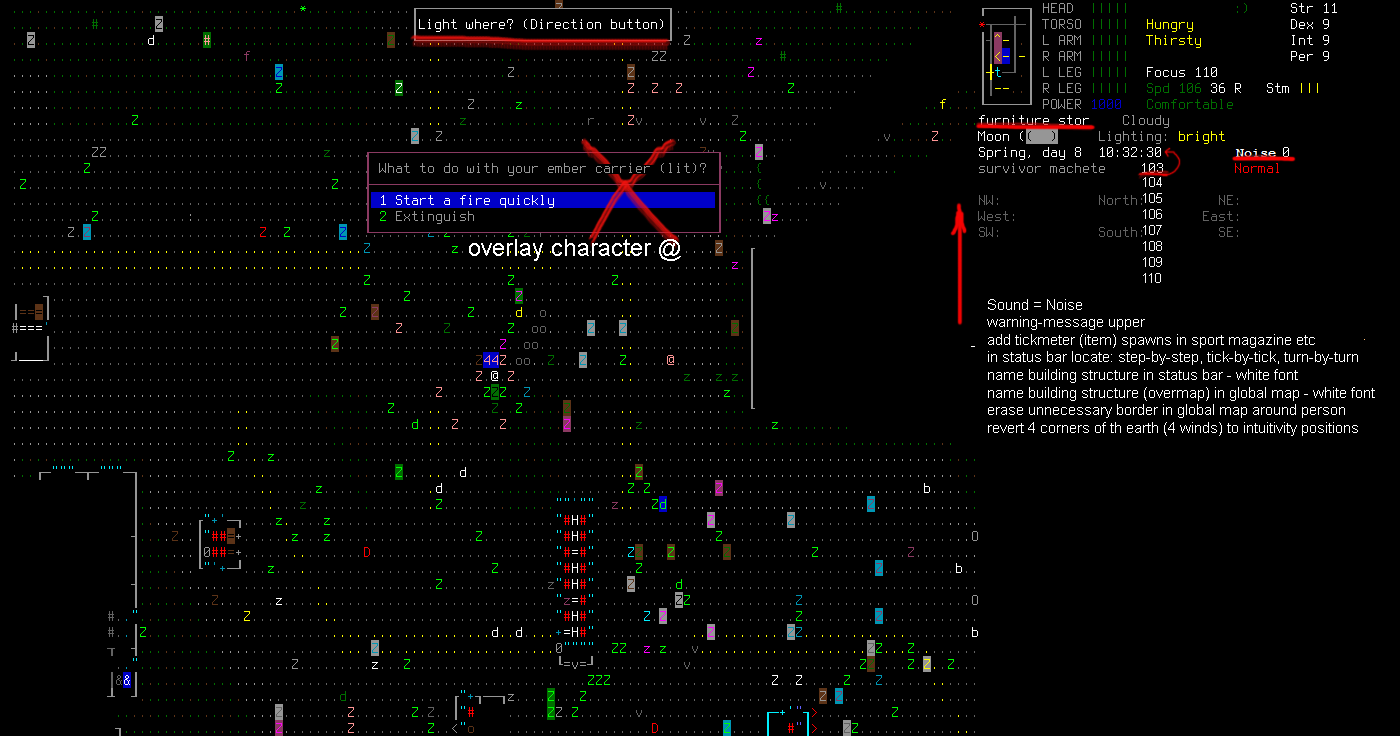 Light where? (Direction button)
HEAD ||||| :) Str 11
TORSO ||||| Hungry Dex 9
L ARM ||||| Thirsty Int 9
R ARM ||||| Per 9
L LEG ||||| Focus 110
R LEG ||||| Spd 106 36 R Stm |||
POWER 1000 Comfortable
furniture stor Cloudy
Moon ( ) Lighting: bright
Spring, day 8 10:32:30 Noise 0
survivor machete 103 Normal
104
NW: North: 105 NE:
West: 106 East:
SW: South: 107 SE:
108
109
110
What to do with your ember carrier (lit)?
1 Start a fire quickly
2 Extinguish
overlay character @
Sound = Noise
warning-message upper
add tickmeter (item) spawns in sport magazine etc
in status bar locate: step-by-step, tick-by-tick, turn-by-turn
name building structure in status bar - white font
name building structure (overmap) in global map - white font
erase unnecessary border in global map around person
revert 4 corners of th earth (4 winds) to intuitivity positions